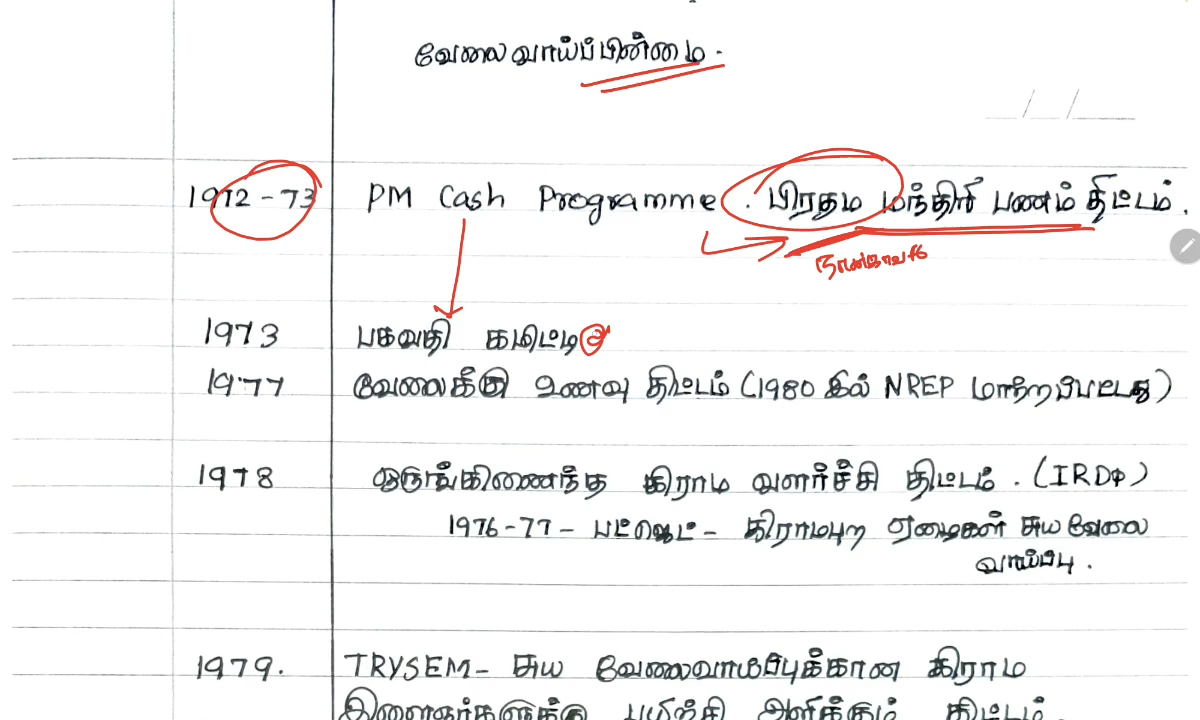 வேலைவாய்ப்பின்மை.
1972-73 PM Cash Programme. பிரதம மந்திரி பணம் திட்டம்.
1973 பகவதி கமிட்டி
1977 வேலைக்கு உணவு திட்டம் (1980 இல் NREP மாற்றப்பட்டது)
1978 ஒருங்கிணைந்த கிராம வளர்ச்சி திட்டம். (IRDP)
1976-77 - பட்ஜெட் - கிராமபுற ஏழைகள் சுயவேலை
வாய்ப்பு.
1979. TRYSEM - சுய வேலைவாய்ப்புக்கான கிராம
இளைஞர்களுக்கு பயிற்சி அளிக்கும் திட்டம்.